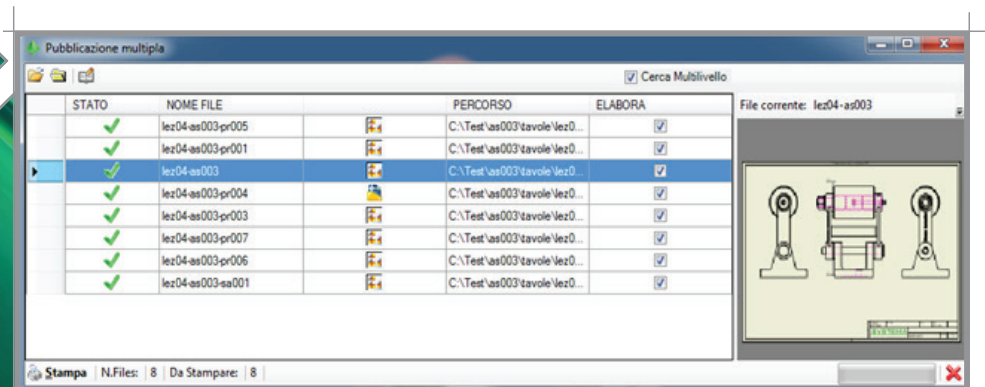 Pubblicazione multipla
Cerca Multilivello
STATO NOME FILE PERCORSO ELABORA
lez04-as003-pr005 C:\Test\as003\tavole\lez0...
lez04-as003-pr001 C:\Test\as003\tavole\lez0...
lez04-as003 C:\Test\as003\tavole\lez0...
lez04-as003-pr004 C:\Test\as003\tavole\lez0...
lez04-as003-pr003 C:\Test\as003\tavole\lez0...
lez04-as003-pr007 C:\Test\as003\tavole\lez0...
lez04-as003-pr006 C:\Test\as003\tavole\lez0...
lez04-as003-sa001 C:\Test\as003\tavole\lez0...
File corrente: lez04-as003
Stampa N.Files: 8 Da Stampare: 8